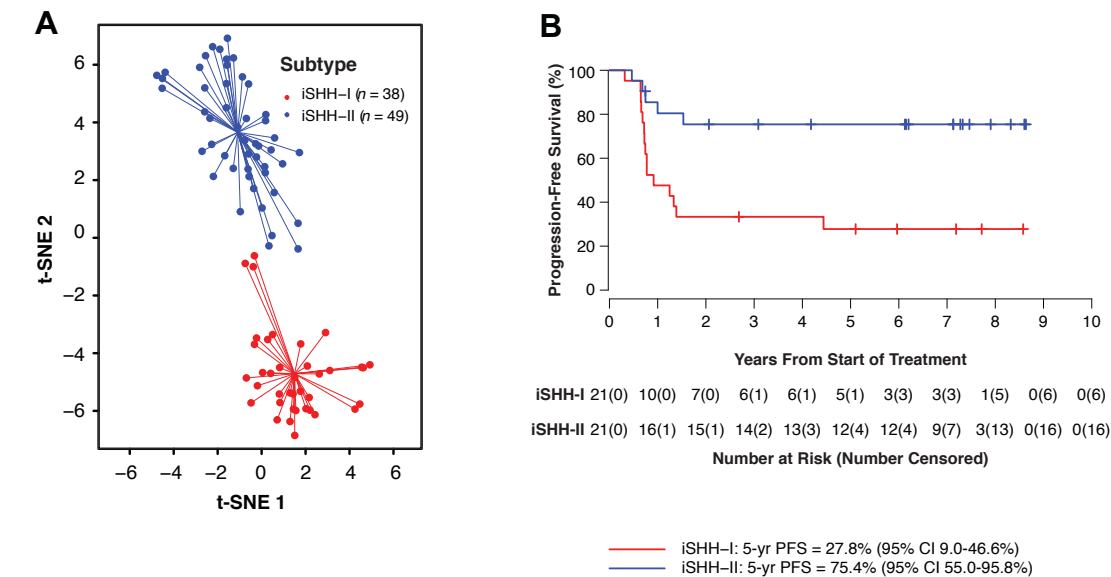 A
Subtype
iSHH–I (n = 38)
iSHH–II (n = 49)
6
4
2
0
−2
−4
−6
t-SNE 2
−6 −4 −2 0 2 4 6
t-SNE 1
B
Progression-Free Survival (%)
100
80
60
40
20
0
0 1 2 3 4 5 6 7 8 9 10
Years From Start of Treatment
iSHH-I 21(0) 10(0) 7(0) 6(1) 6(1) 5(1) 3(3) 3(3) 1(5) 0(6) 0(6)
iSHH-II 21(0) 16(1) 15(1) 14(2) 13(3) 12(4) 12(4) 9(7) 3(13) 0(16) 0(16)
Number at Risk (Number Censored)
iSHH–I: 5-yr PFS = 27.8% (95% CI 9.0-46.6%)
iSHH–II: 5-yr PFS = 75.4% (95% CI 55.0-95.8%)